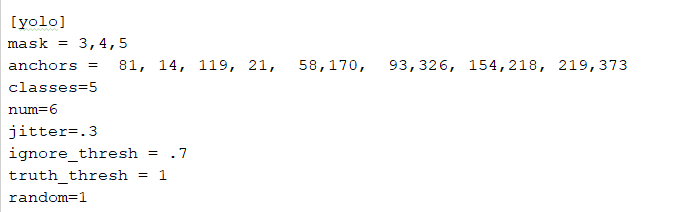 [yolo]
mask = 3,4,5
anchors =  81, 14, 119, 21,  58,170,  93,326, 154,218, 219,373
classes=5
num=6
jitter=.3
ignore_thresh = .7
truth_thresh = 1
random=1